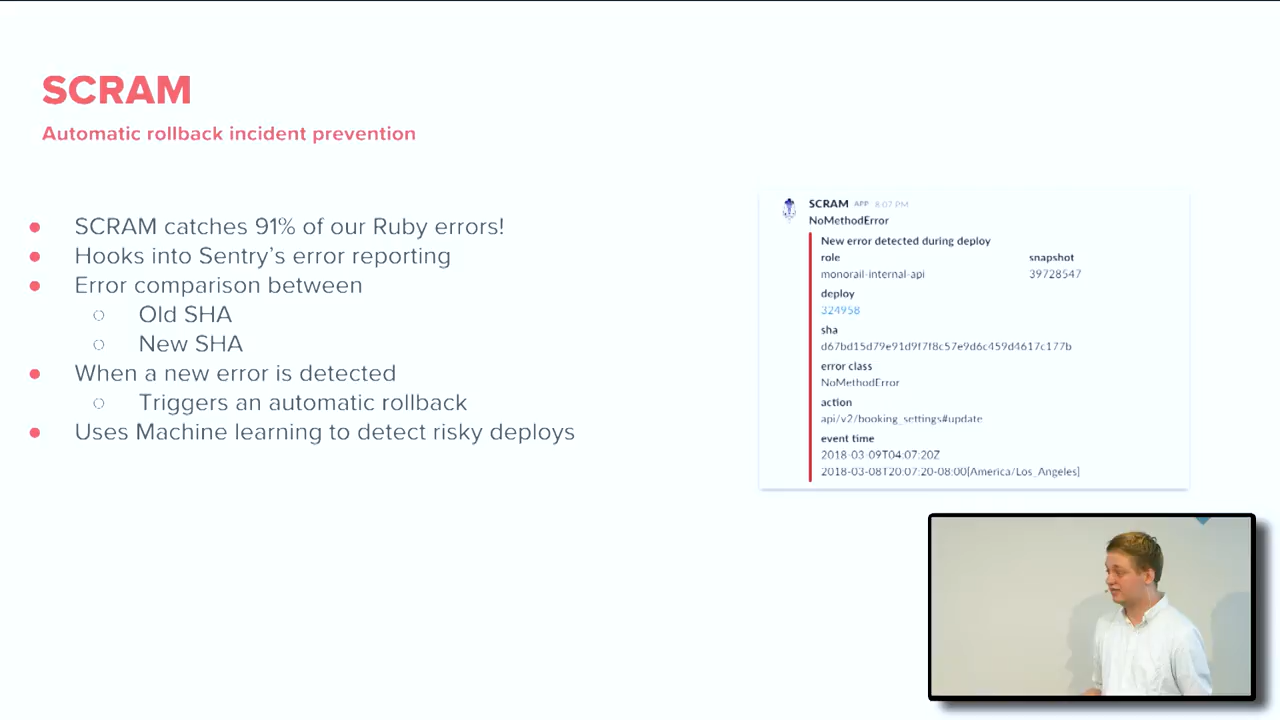 SCRAM
Automatic rollback incident prevention
● SCRAM catches 91% of our Ruby errors!
● Hooks into Sentry's error reporting
● Error comparison between
○ Old SHA
○ New SHA
● When a new error is detected
○ Triggers an automatic rollback
● Uses Machine learning to detect risky deploys
SCRAM APP 8:07 PM
NoMethodError
New error detected during deploy
role snapshot
monorail-internal-api 39728547
deploy
324958
sha
d67bd15d79e91d9f7f8c57e9d6c459d4617c177b
error class
NoMethodError
action
api/v2/booking_settings#update
event time
2018-03-09T04:07:20Z
2018-03-08T20:07:20-08:00[America/Los_Angeles]